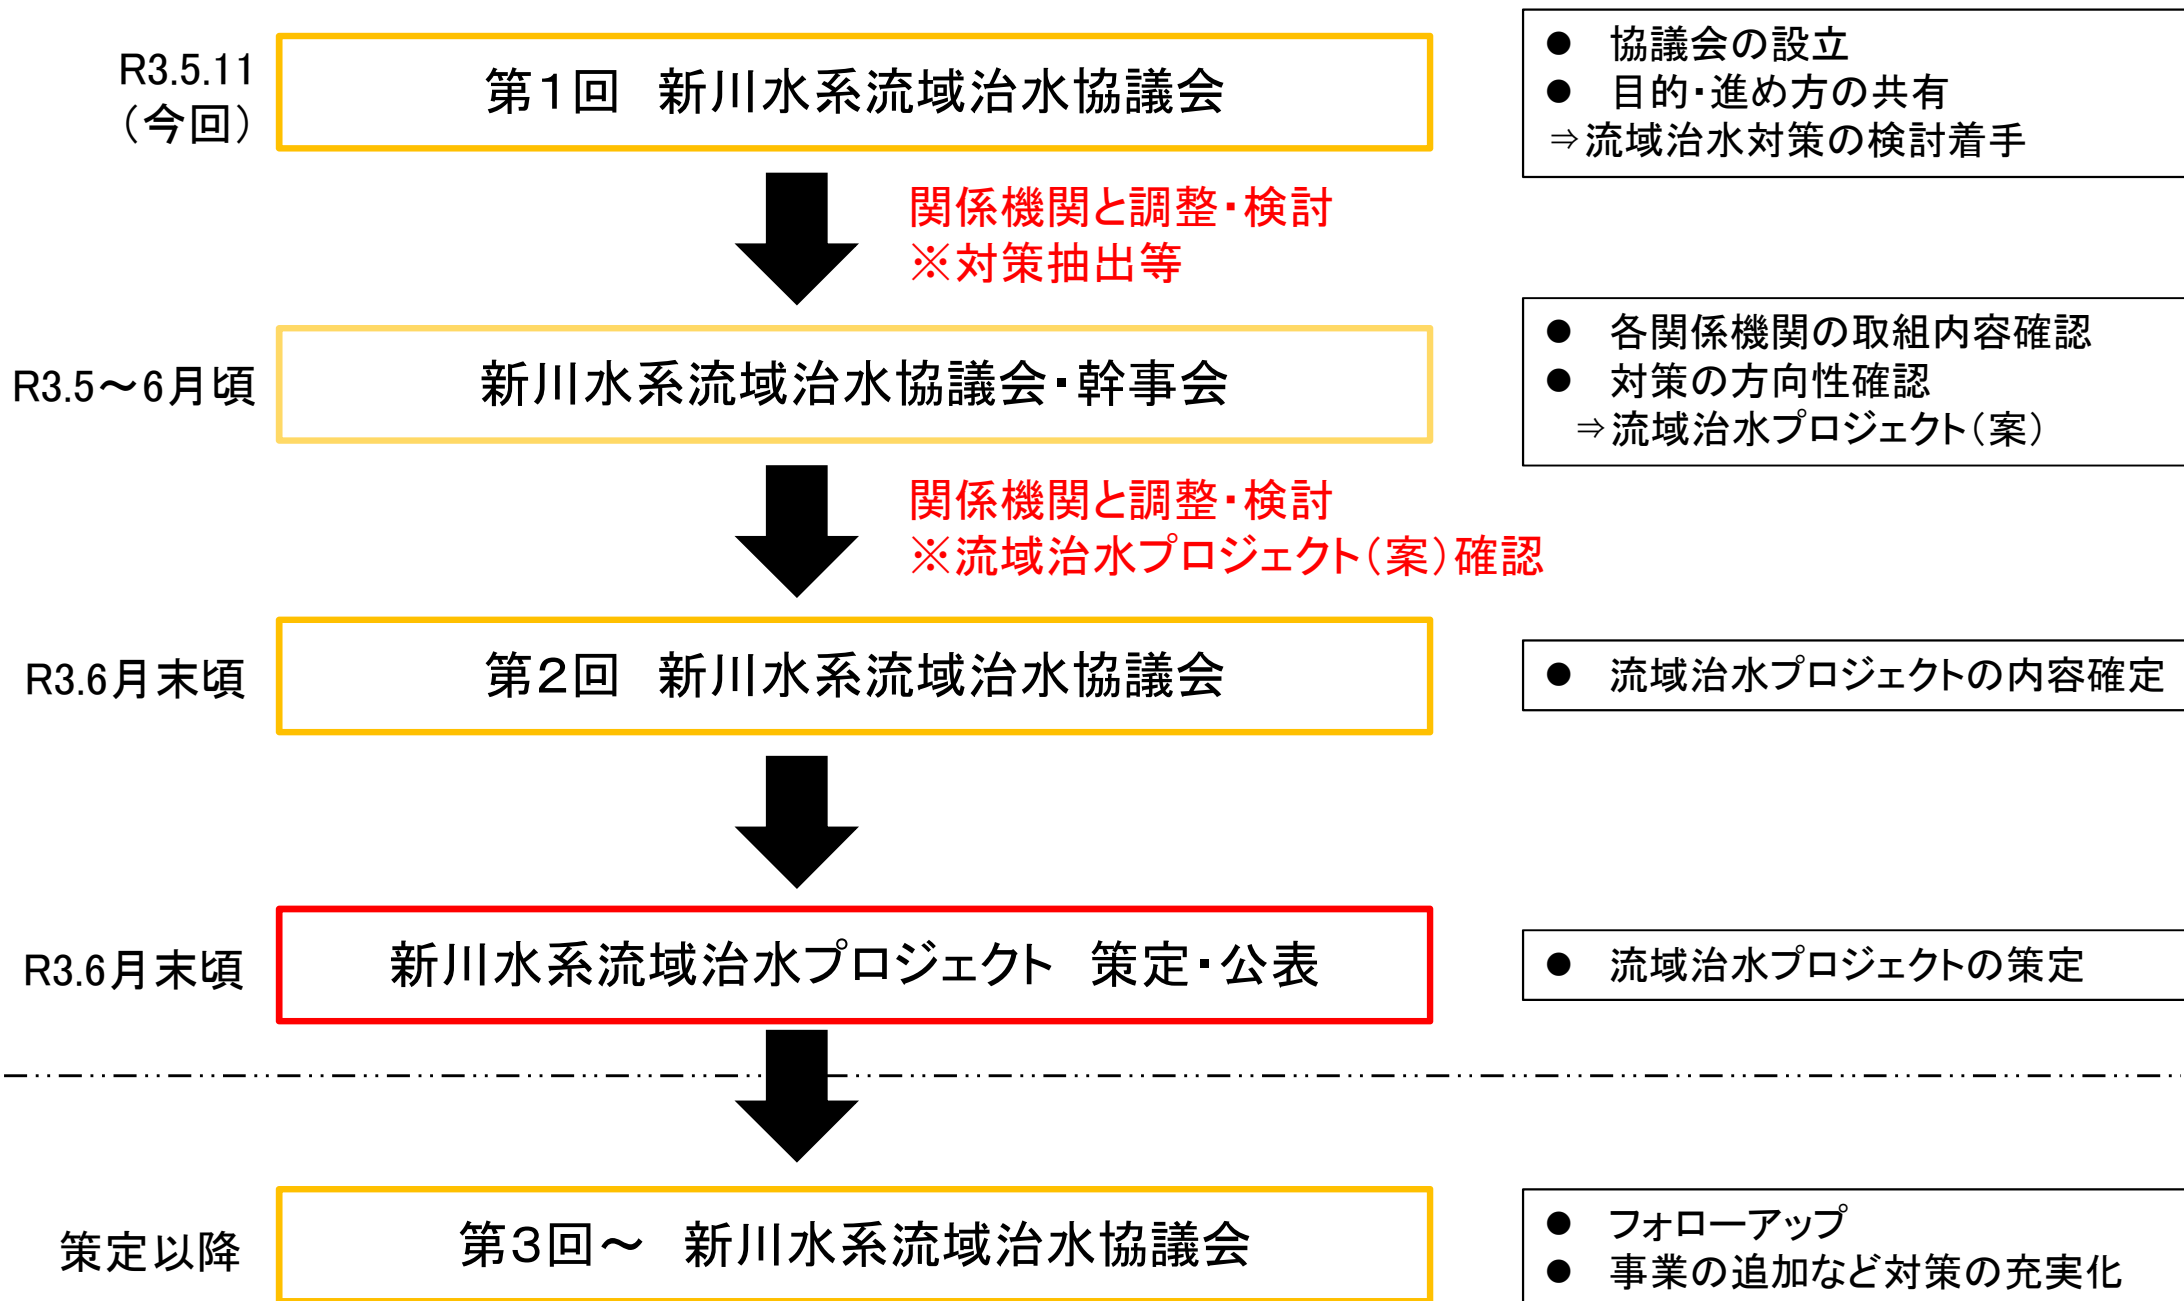 R3.5.11
（今回）
第１回　新川水系流域治水協議会
● 協議会の設立
● 目的・進め方の共有
⇒流域治水対策の検討着手
関係機関と調整・検討
※対策抽出等
R3.5～6月頃
新川水系流域治水協議会・幹事会
● 各関係機関の取組内容確認
● 対策の方向性確認
⇒流域治水プロジェクト（案）
関係機関と調整・検討
※流域治水プロジェクト（案）確認
R3.6月末頃
第２回　新川水系流域治水協議会
● 流域治水プロジェクトの内容確定
R3.6月末頃
新川水系流域治水プロジェクト　策定・公表
● 流域治水プロジェクトの策定
策定以降
第３回～　新川水系流域治水協議会
● フォローアップ
● 事業の追加など対策の充実化